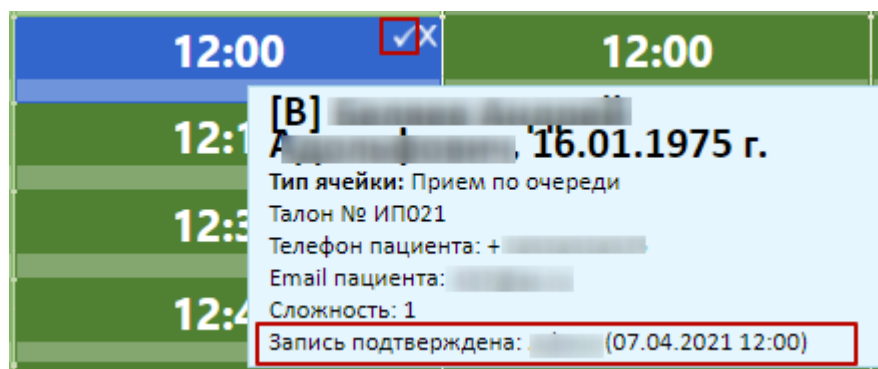 12:00
12:00
[B]
, 16.01.1975 г.
Тип ячейки: Прием по очереди
Талон № ИП021
Телефон пациента: +
Email пациента:
Сложность: 1
Запись подтверждена: (07.04.2021 12:00)